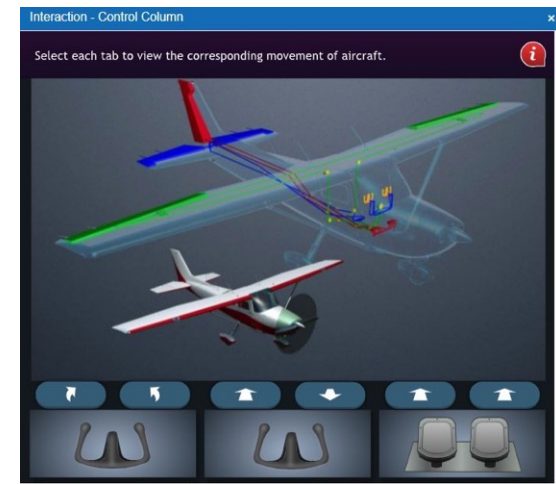 Interaction - Control Column
×
Select each tab to view the corresponding movement of aircraft.
i